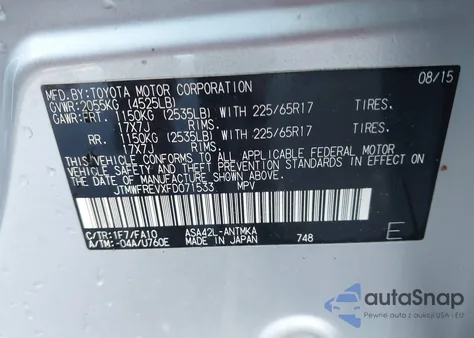 MFD.BY:TOYOTA MOTOR CORPORATION 08/15
GVWR:2055KG (4525LB)
GAWR:FRT. 1150KG (2535LB) WITH 225/65R17 TIRES.
17X7J RIMS.
RR. 1150KG (2535LB) WITH 225/65R17 TIRES.
17X7J RIMS.
THIS VEHICLE CONFORMS TO ALL APPLICABLE FEDERAL MOTOR
VEHICLE SAFETY AND THEFT PREVENTION STANDARDS IN EFFECT ON
THE DATE OF MANUFACTURE SHOWN ABOVE.
JTMWFREVXFD071533 MPV
C/TR:1F7/FA10 ASA42L-ANTMKA
A/TM:-04A/U760E MADE IN JAPAN 748 E
autoSnap
Pewne auta z USA i EU